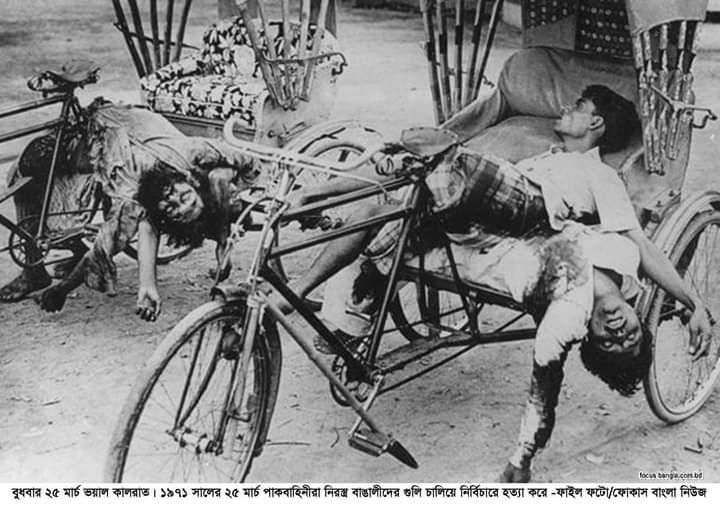 focus bangla.com.bd
বুধবার ২৫ মার্চ ভয়াল কালরাত। ১৯৭১ সালের ২৫ মার্চ পাকবাহিনীরা নিরস্ত্র বাঙালীদের গুলি চালিয়ে নির্বিচারে হত্যা করে -ফাইল ফটো/ফোকাস বাংলা নিউজ